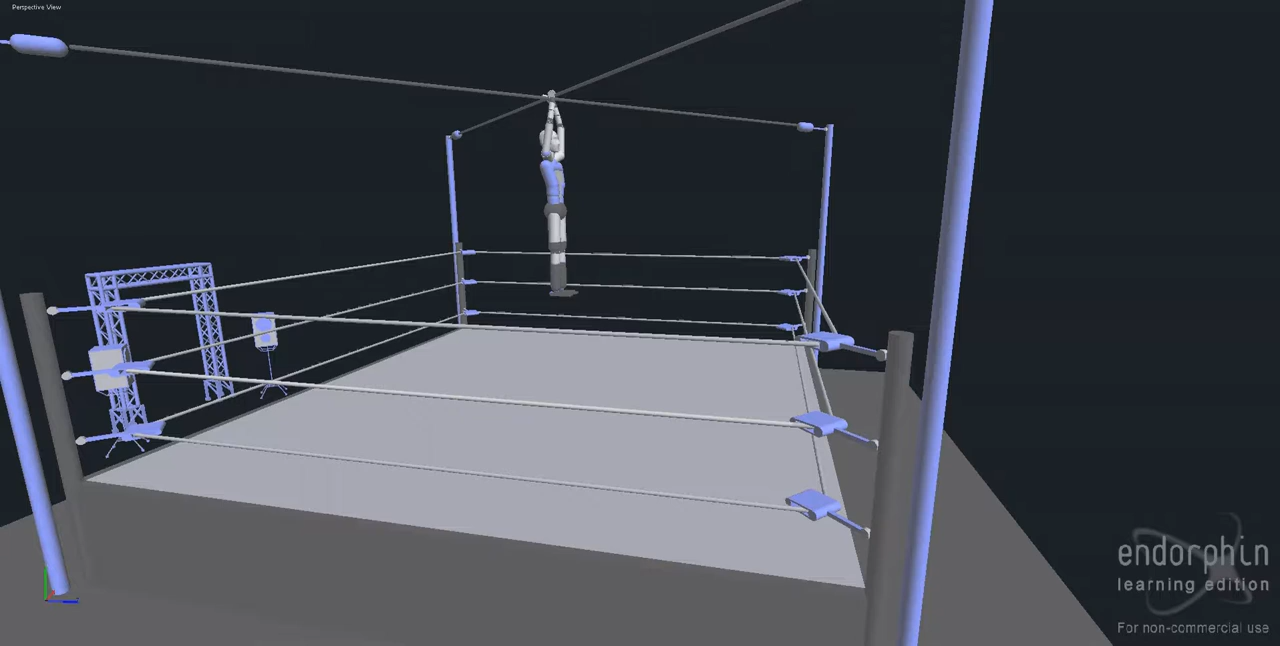 Perspective View
endorphin
learning edition
For non-commercial use